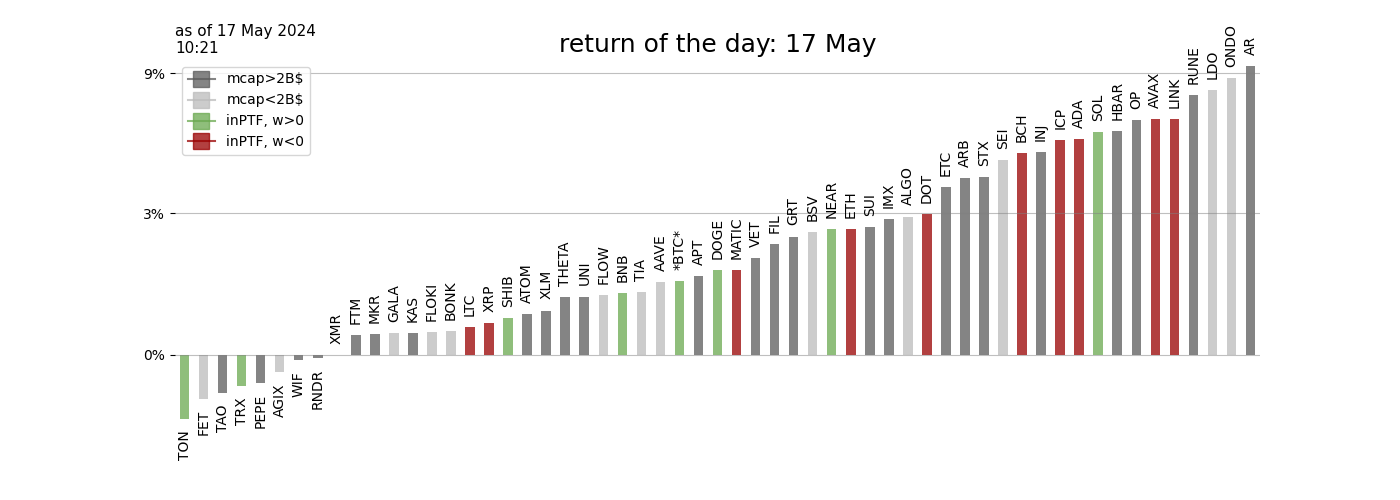 as of 17 May 2024
10:21
return of the day: 17 May
mcap>2B$
mcap<2B$
inPTF, w>0
inPTF, w<0
9%
3%
0%
TON
FET
TAO
TRX
PEPE
AGIX
WIF
RNDR
XMR
FTM
MKR
GALA
KAS
FLOKI
BONK
LTC
XRP
SHIB
ATOM
XLM
THETA
UNI
FLOW
BNB
TIA
AAVE
*BTC*
APT
DOGE
MATIC
VET
FIL
GRT
BSV
NEAR
ETH
SUI
IMX
ALGO
DOT
ETC
ARB
STX
SEI
BCH
INJ
ICP
ADA
SOL
HBAR
OP
AVAX
LINK
RUNE
LDO
ONDO
AR